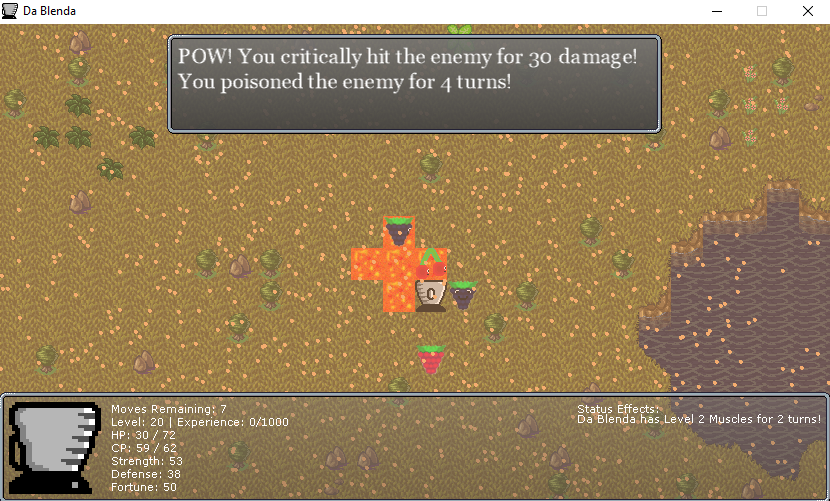 Da Blenda
POW! You critically hit the enemy for 30 damage!
You poisoned the enemy for 4 turns!
0
Moves Remaining: 7
Level: 20 | Experience: 0/1000
HP: 30 / 72
CP: 59 / 62
Strength: 53
Defense: 38
Fortune: 50
Status Effects:
Da Blenda has Level 2 Muscles for 2 turns!